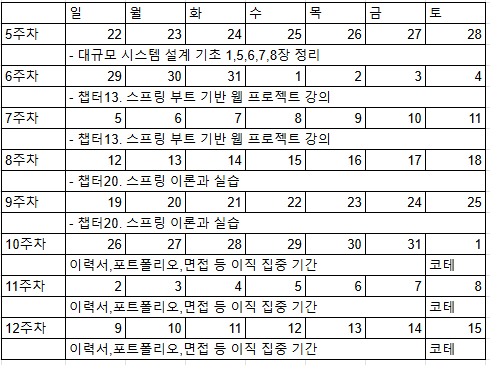 일 월 화 수 목 금 토
5주차 22 23 24 25 26 27 28
- 대규모 시스템 설계 기초 1,5,6,7,8장 정리
6주차 29 30 31 1 2 3 4
- 챕터13. 스프링 부트 기반 웹 프로젝트 강의
7주차 5 6 7 8 9 10 11
- 챕터13. 스프링 부트 기반 웹 프로젝트 강의
8주차 12 13 14 15 16 17 18
- 챕터20. 스프링 이론과 실습
9주차 19 20 21 22 23 24 25
- 챕터20. 스프링 이론과 실습
10주차 26 27 28 29 30 31 1
이력서,포트폴리오,면접 등 이직 집중 기간 코테
11주차 2 3 4 5 6 7 8
이력서,포트폴리오,면접 등 이직 집중 기간 코테
12주차 9 10 11 12 13 14 15
이력서,포트폴리오,면접 등 이직 집중 기간 코테